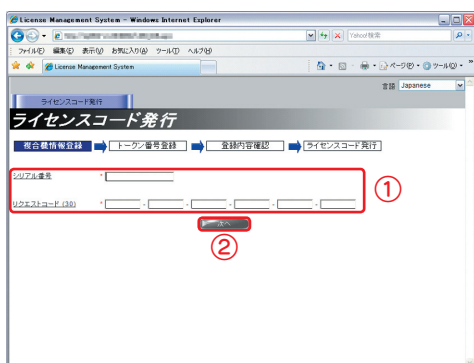 License Management System - Windows Internet Explorer
Yahoo!検索
ファイル(F) 編集(E) 表示(V) お気に入り(A) ツール(T) ヘルプ(H)
License Management System ページ(P) ツール(O)
言語 Japanese
ライセンスコード発行
ライセンスコード発行
複合機情報登録 トークン番号登録 登録内容確認 ライセンスコード発行
シリアル番号 *
①
リクエストコード (30) * - - - - -
次へ
②